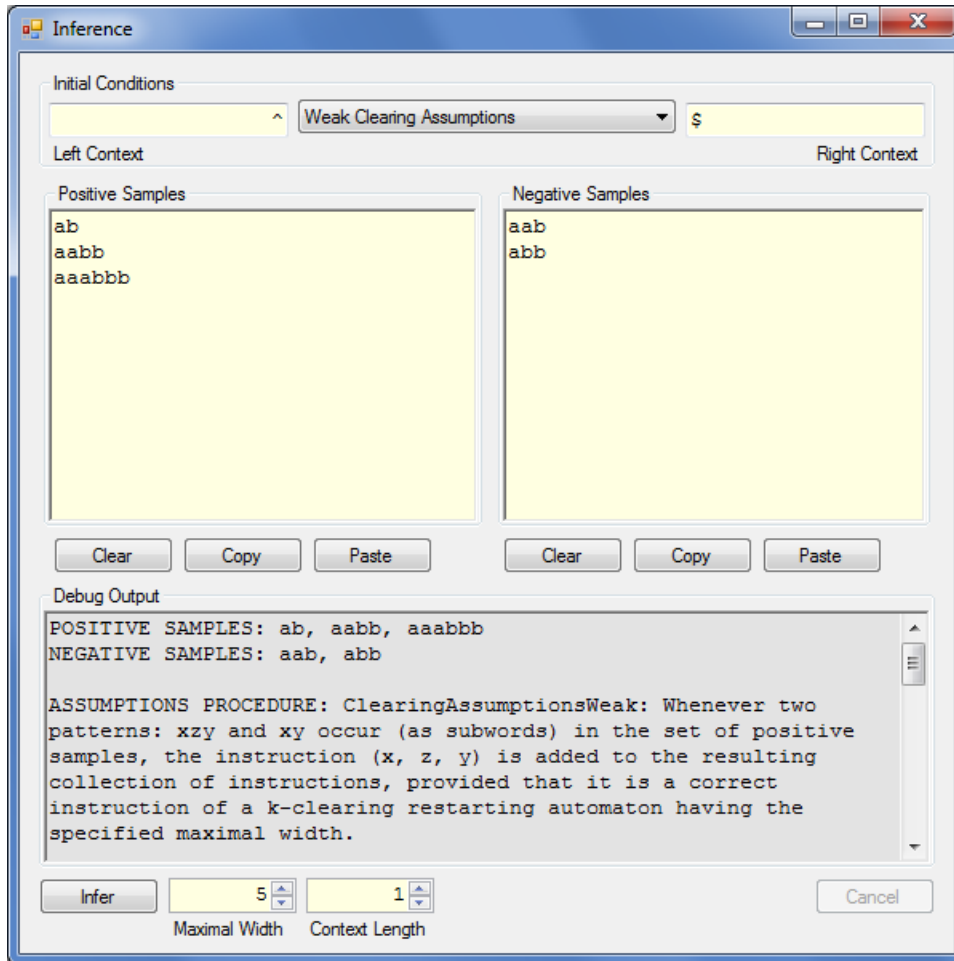 Inference
Initial Conditions
^
Weak Clearing Assumptions
$
Left Context
Right Context
Positive Samples
Negative Samples
ab
aabb
aaabbb
aab
abb
Clear
Copy
Paste
Clear
Copy
Paste
Debug Output
POSITIVE SAMPLES: ab, aabb, aaabbb
NEGATIVE SAMPLES: aab, abb
ASSUMPTIONS PROCEDURE: ClearingAssumptionsWeak: Whenever two
patterns: xzy and xy occur (as subwords) in the set of positive
samples, the instruction (x, z, y) is added to the resulting
collection of instructions, provided that it is a correct
instruction of a k-clearing restarting automaton having the
specified maximal width.
Infer
5
1
Cancel
Maximal Width
Context Length